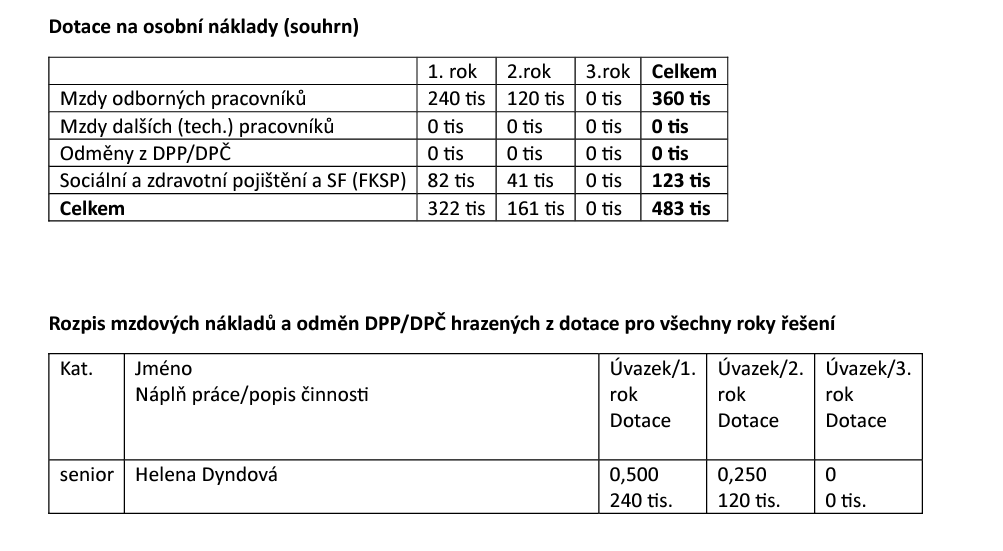 Dotace na osobní náklady (souhrn)
1. rok 2.rok 3.rok Celkem
Mzdy odborných pracovníků 240 tis 120 tis 0 tis 360 tis
Mzdy dalších (tech.) pracovníků 0 tis 0 tis 0 tis 0 tis
Odměny z DPP/DPČ 0 tis 0 tis 0 tis 0 tis
Sociální a zdravotní pojištění a SF (FKSP) 82 tis 41 tis 0 tis 123 tis
Celkem 322 tis 161 tis 0 tis 483 tis
Rozpis mzdových nákladů a odměn DPP/DPČ hrazených z dotace pro všechny roky řešení
Kat. Jméno Úvazek/1. Úvazek/2. Úvazek/3.
Náplň práce/popis činnosti rok rok rok
Dotace Dotace Dotace
senior Helena Dyndová 0,500 0,250 0
240 tis. 120 tis. 0 tis.